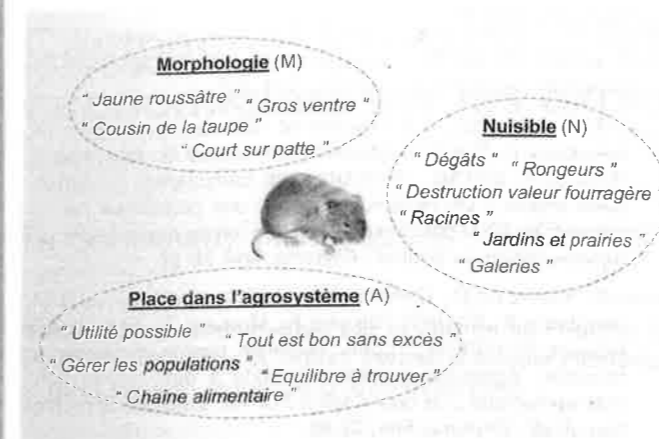 Morphologie (M)
" Jaune roussâtre " " Gros ventre "
" Cousin de la taupe "
" Court sur patte "
Nuisible (N)
" Dégâts " " Rongeurs "
" Destruction valeur fourragère
" Racines "
" Jardins et prairies "
" Galeries "
Place dans l'agrosystème (A)
" Utilité possible " " Tout est bon sans excès "
" Gérer les populations " " Equilibre à trouver "
" Chaîne alimentaire "